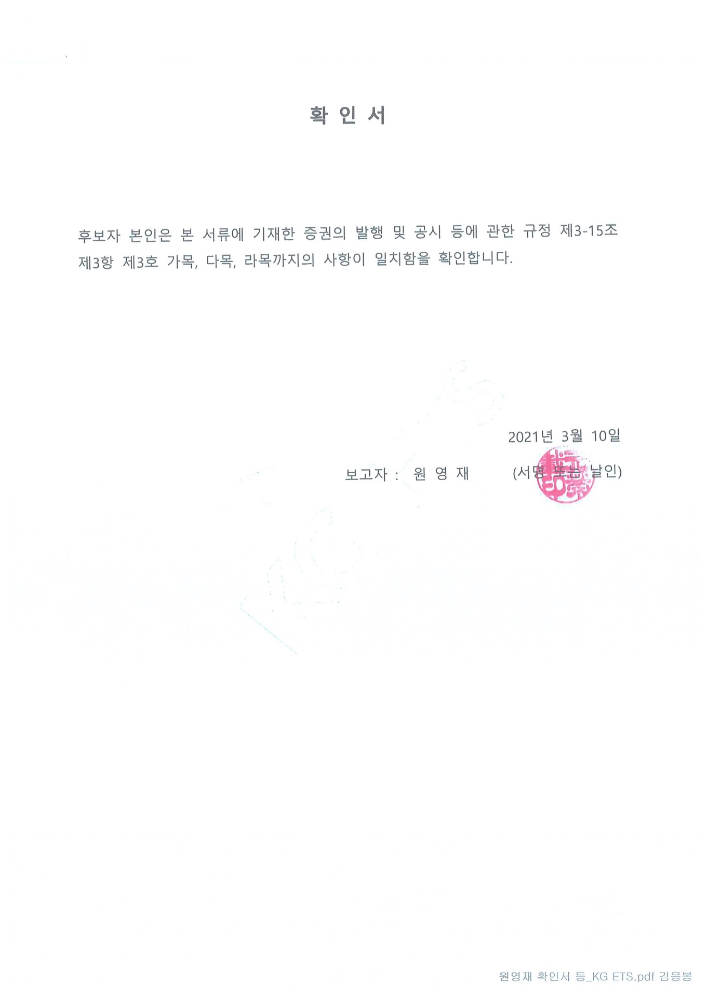 확 인 서
후보자 본인은 본 서류에 기재한 증권의 발행 및 공시 등에 관한 규정 제3-15조
제3항 제3호 가목, 다목, 라목까지의 사항이 일치함을 확인합니다.
2021년 3월 10일
보고자 : 원 영 재 (서명 또는 날인)
원영재 확인서 등_KG ETS.pdf 김응봉